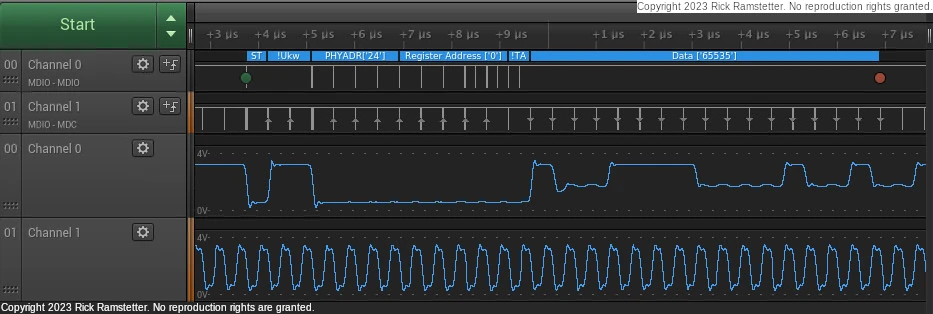 Copyright 2023 Rick Ramstetter. No reproduction rights granted.
Start
+3 µs +4 µs +5 µs +6 µs +7 µs +8 µs +9 µs +1 µs +2 µs +3 µs +4 µs +5 µs +6 µs +7 µs
ST !Ukw PHYADR['24'] Register Address ['0'] !TA Data ['65535']
00 Channel 0
MDIO - MDIO
01 Channel 1
MDIO - MDC
00 Channel 0
4V
0V
01 Channel 1
4V
0V
Copyright 2023 Rick Ramstetter. No reproduction rights are granted.